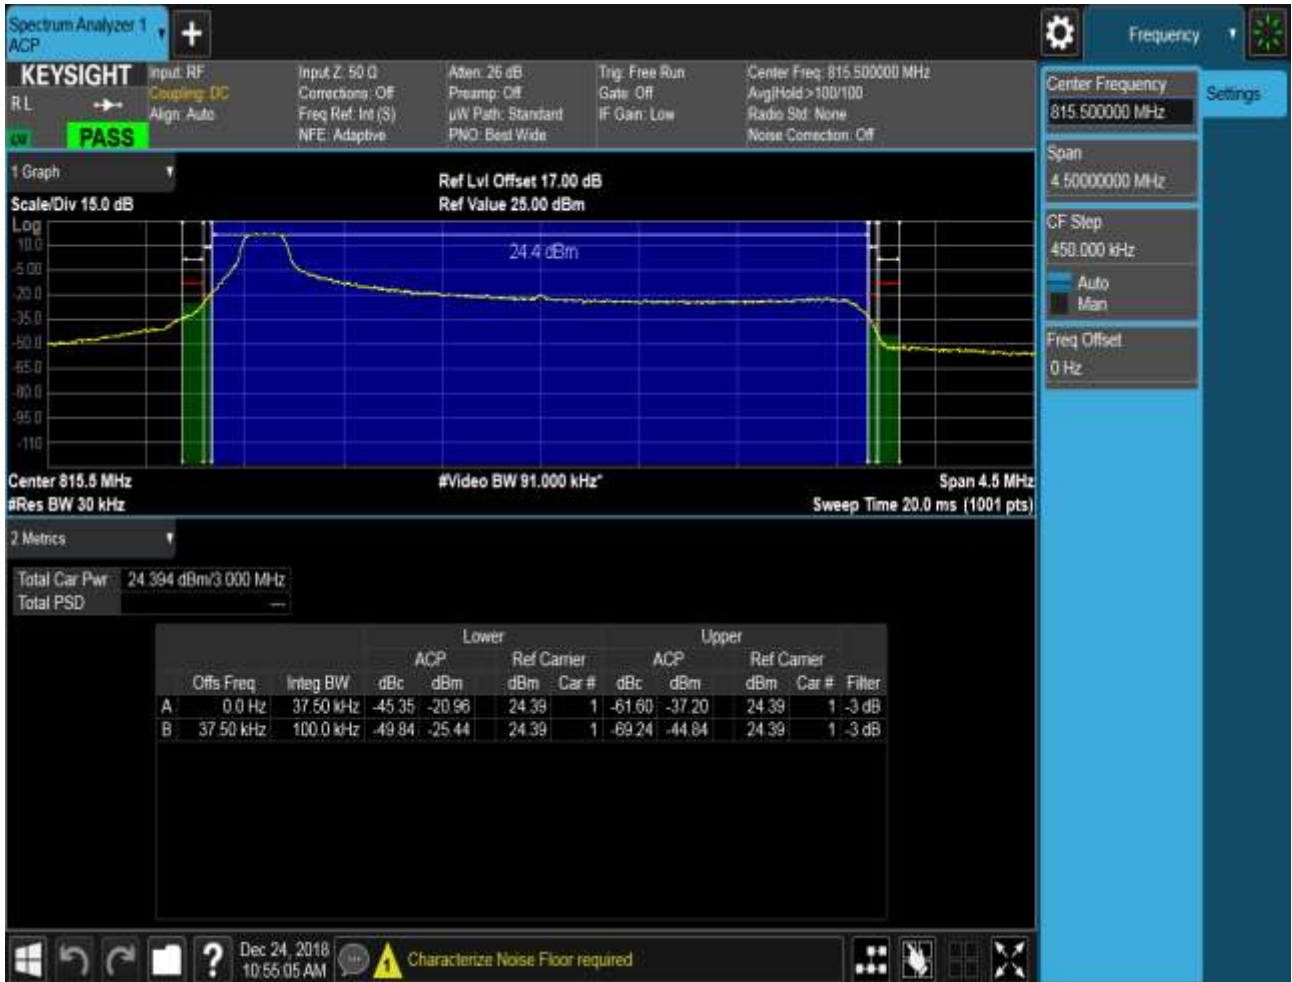 Spectrum Analyzer 1
ACP
Frequency
KEYSIGHT
RL
PASS
Input: RF
Coupling: DC
Align: Auto
Input Z: 50 Ω
Corrections: Off
Freq Ref: Int (S)
NFE: Adaptive
Atten: 26 dB
Preamp: Off
µW Path: Standard
PNO: Best Wide
Trig: Free Run
Gate: Off
IF Gain: Low
Center Freq: 815.500000 MHz
Avg|Hold:>100/100
Radio Std: None
Noise Correction: Off
Center Frequency
815.500000 MHz
Settings
Span
4.50000000 MHz
CF Step
450.000 kHz
Auto
Man
Freq Offset
0 Hz
1 Graph
Scale/Div 15.0 dB
Ref Lvl Offset 17.00 dB
Ref Value 25.00 dBm
Log
10.0
-5.00
-20.0
-35.0
-50.0
-65.0
-80.0
-95.0
-110
24.4 dBm
Center 815.5 MHz
#Video BW 91.000 kHz*
Span 4.5 MHz
#Res BW 30 kHz
Sweep Time 20.0 ms (1001 pts)
2 Metrics
Total Car Pwr 24.394 dBm/3.000 MHz
Total PSD ---
Lower Upper
ACP Ref Carrier ACP Ref Carrier
Offs Freq Integ BW dBc dBm dBm Car # dBc dBm dBm Car # Filter
A 0.0 Hz 37.50 kHz -45.35 -20.96 24.39 1 -61.60 -37.20 24.39 1 -3 dB
B 37.50 kHz 100.0 kHz -49.84 -25.44 24.39 1 -69.24 -44.84 24.39 1 -3 dB
Dec 24, 2018
10:55:05 AM
?
1
Characterize Noise Floor required